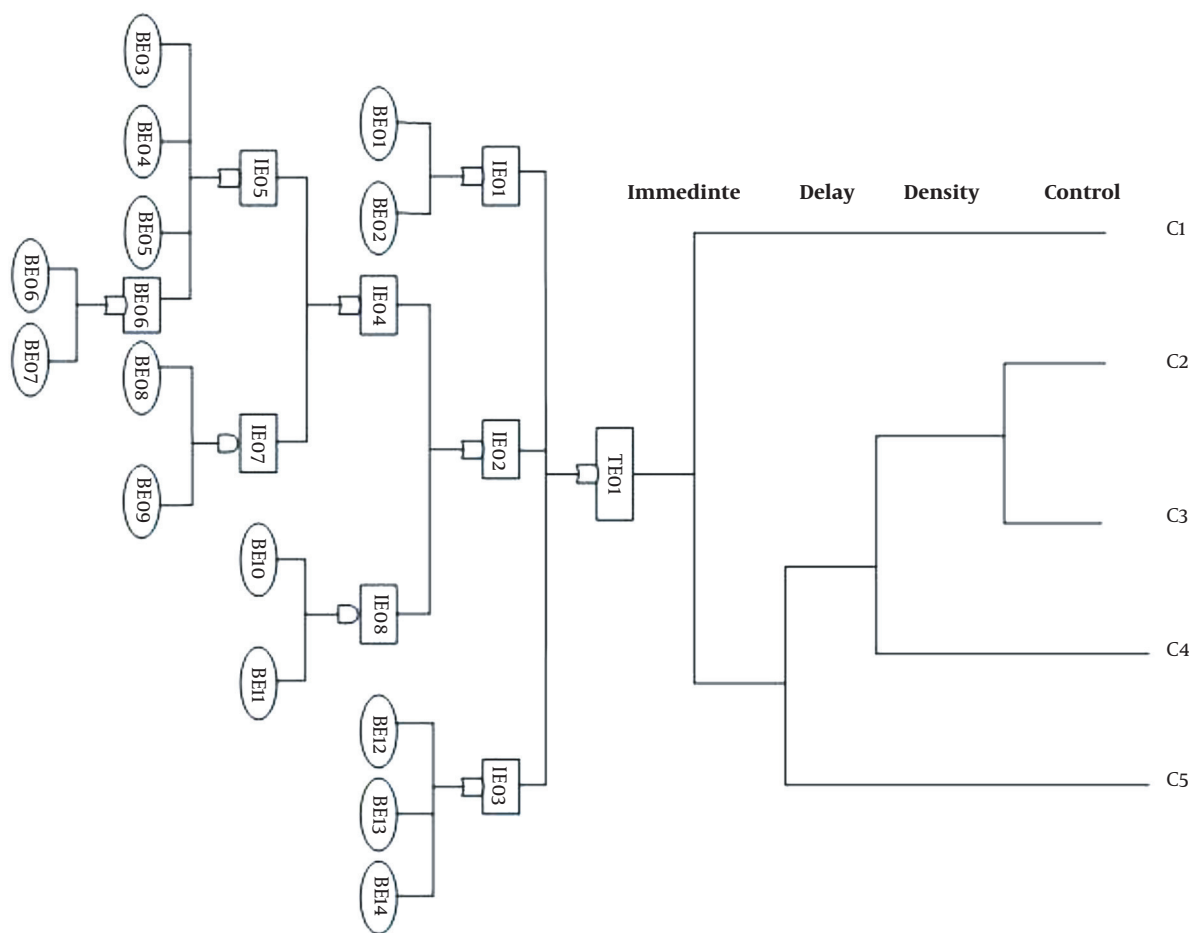 Immedinte Delay Density Control
C1
C2
C3
C4
C5
TE01
IE01
IE02
IE03
BE01
BE02
IE04
IE08
BE12
BE13
BE14
IE05
IE07
BE10
BE11
BE03
BE04
BE05
BE06
BE08
BE09
BE06
BE07